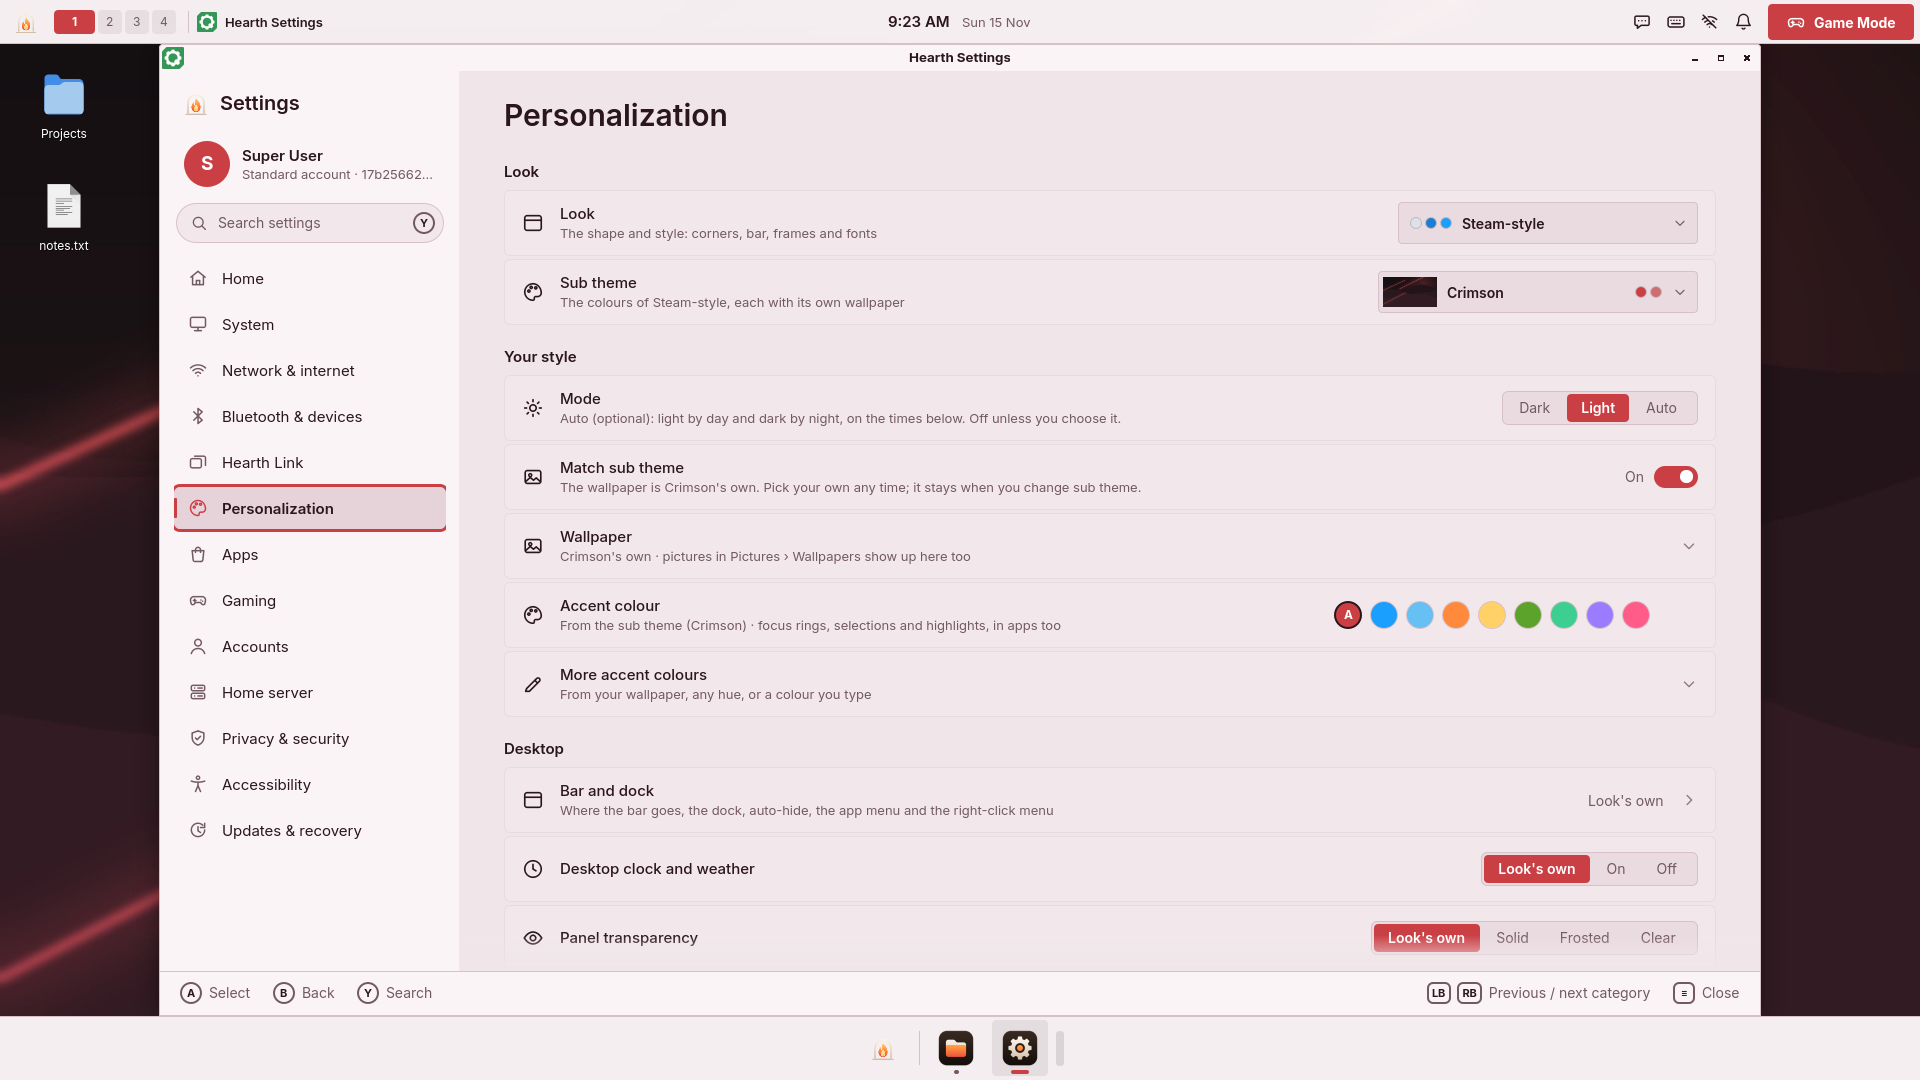 1 2 3 4 Hearth Settings 9:23 AM Sun 15 Nov Game Mode
Hearth Settings
Projects
notes.txt
Settings
S Super User
Standard account · 17b25662...
Search settings Y
Home
System
Network & internet
Bluetooth & devices
Hearth Link
Personalization
Apps
Gaming
Accounts
Home server
Privacy & security
Accessibility
Updates & recovery
Personalization
Look
Look
The shape and style: corners, bar, frames and fonts
Steam-style
Sub theme
The colours of Steam-style, each with its own wallpaper
Crimson
Your style
Mode
Auto (optional): light by day and dark by night, on the times below. Off unless you choose it.
Dark Light Auto
Match sub theme
The wallpaper is Crimson's own. Pick your own any time; it stays when you change sub theme.
On
Wallpaper
Crimson's own · pictures in Pictures › Wallpapers show up here too
Accent colour
From the sub theme (Crimson) · focus rings, selections and highlights, in apps too
A
More accent colours
From your wallpaper, any hue, or a colour you type
Desktop
Bar and dock
Where the bar goes, the dock, auto-hide, the app menu and the right-click menu
Look's own
Desktop clock and weather
Look's own On Off
Panel transparency
Look's own Solid Frosted Clear
A Select B Back Y Search LB RB Previous / next category ≡ Close